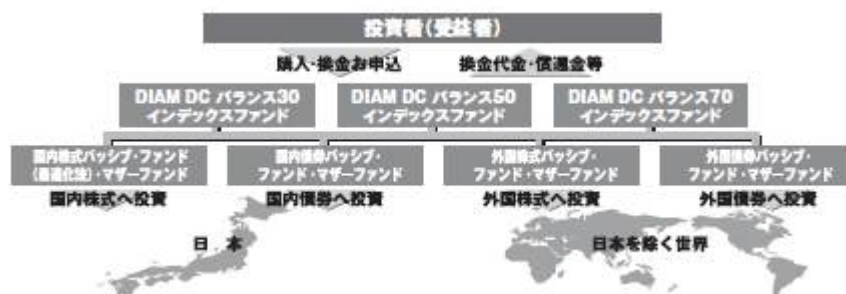 投資者(受益者)
購入・換金お申込 換金代金・償還金等
DIAM DC バランス30
インデックスファンド
DIAM DC バランス50
インデックスファンド
DIAM DC バランス70
インデックスファンド
国内株式パッシブ・ファンド
(最適化法)・マザーファンド
国内債券パッシブ・
ファンド・マザーファンド
外国株式パッシブ・
ファンド・マザーファンド
外国債券パッシブ・
ファンド・マザーファンド
国内株式へ投資 国内債券へ投資 外国株式へ投資 外国債券へ投資
日 本 日本を除く世界